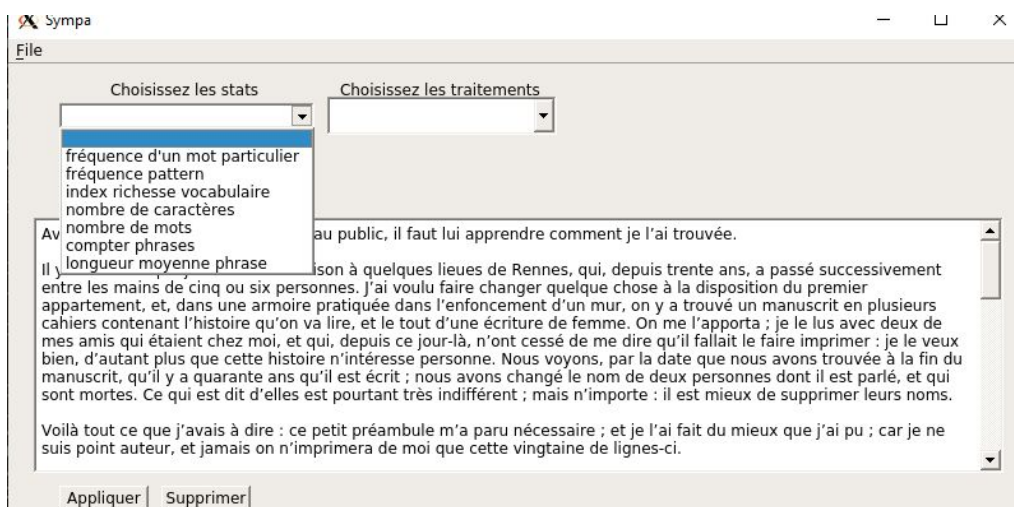 Sympa
File
Choisissez les stats
Choisissez les traitements
fréquence d'un mot particulier
fréquence pattern
index richesse vocabulaire
nombre de caractères
nombre de mots
compter phrases
longueur moyenne phrase
Av au public, il faut lui apprendre comment je l’ai trouvée.
Il y ison à quelques lieues de Rennes, qui, depuis trente ans, a passé successivement
entre les mains de cinq ou six personnes. J’ai voulu faire changer quelque chose à la disposition du premier
appartement, et, dans une armoire pratiquée dans l’enfoncement d’un mur, on y a trouvé un manuscrit en plusieurs
cahiers contenant l’histoire qu’on va lire, et le tout d’une écriture de femme. On me l’apporta ; je le lus avec deux de
mes amis qui étaient chez moi, et qui, depuis ce jour-là, n’ont cessé de me dire qu’il fallait le faire imprimer : je le veux
bien, d’autant plus que cette histoire n’intéresse personne. Nous voyons, par la date que nous avons trouvée à la fin du
manuscrit, qu’il y a quarante ans qu’il est écrit ; nous avons changé le nom de deux personnes dont il est parlé, et qui
sont mortes. Ce qui est dit d’elles est pourtant très indifférent ; mais n’importe : il est mieux de supprimer leurs noms.
Voilà tout ce que j’avais à dire : ce petit préambule m’a paru nécessaire ; et je l’ai fait du mieux que j’ai pu ; car je ne
suis point auteur, et jamais on n’imprimera de moi que cette vingtaine de lignes-ci.
Appliquer
Supprimer